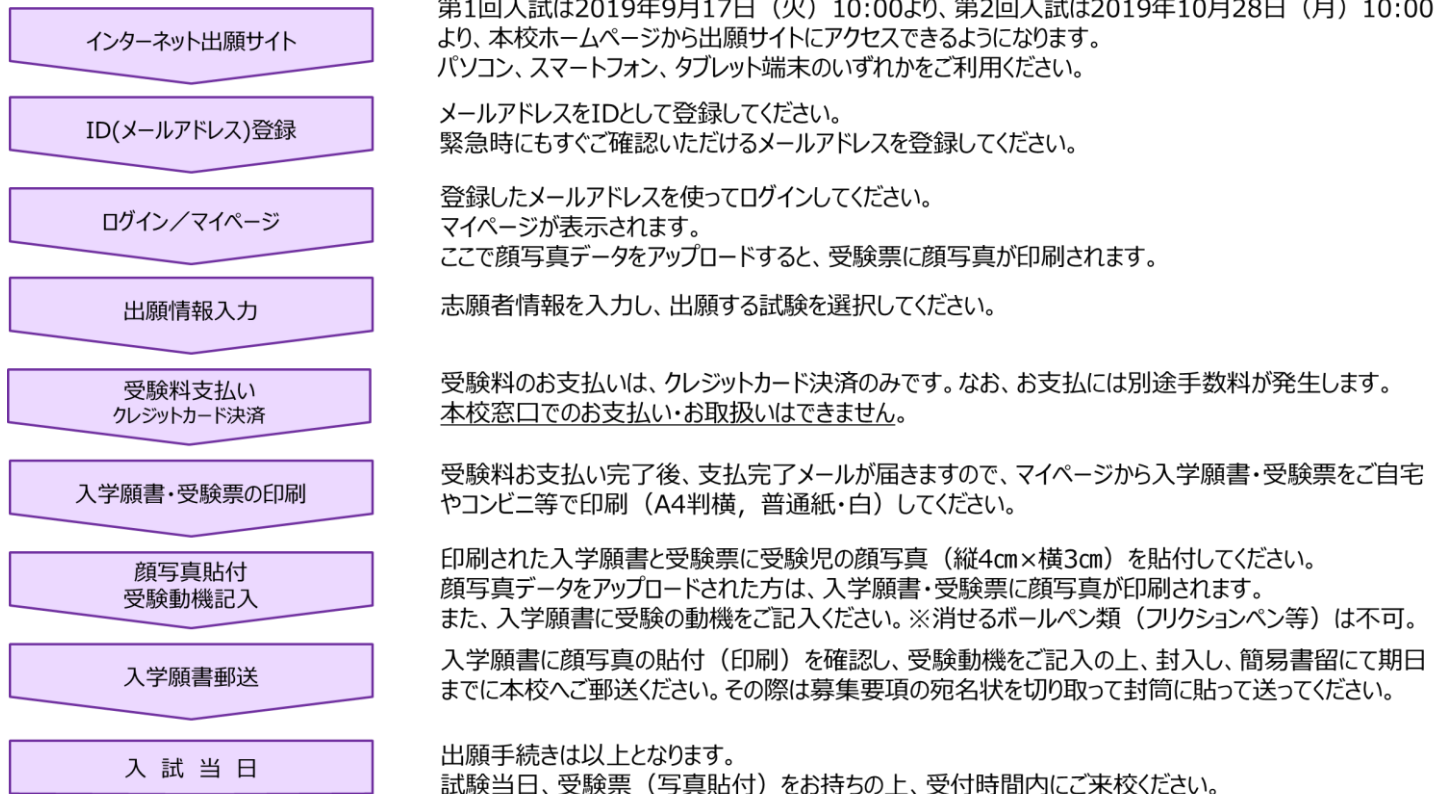 インターネット出願サイト
第1回入試は2019年9月17日（火）10:00より、第2回入試は2019年10月28日（月）10:00
より、本校ホームページから出願サイトにアクセスできるようになります。
パソコン、スマートフォン、タブレット端末のいずれかをご利用ください。
ID(メールアドレス)登録
メールアドレスをIDとして登録してください。
緊急時にもすぐご確認いただけるメールアドレスを登録してください。
ログイン／マイページ
登録したメールアドレスを使ってログインしてください。
マイページが表示されます。
ここで顔写真データをアップロードすると、受験票に顔写真が印刷されます。
出願情報入力
志願者情報を入力し、出願する試験を選択してください。
受験料支払い
クレジットカード決済
受験料のお支払いは、クレジットカード決済のみです。なお、お支払には別途手数料が発生します。
本校窓口でのお支払い・お取扱いはできません。
入学願書・受験票の印刷
受験料お支払い完了後、支払完了メールが届きますので、マイページから入学願書・受験票をご自宅
やコンビニ等で印刷（A4判横，普通紙・白）してください。
顔写真貼付
受験動機記入
印刷された入学願書と受験票に受験児の顔写真（縦4㎝×横3㎝）を貼付してください。
顔写真データをアップロードされた方は、入学願書・受験票に顔写真が印刷されます。
また、入学願書に受験の動機をご記入ください。※消せるボールペン類（フリクションペン等）は不可。
入学願書郵送
入学願書に顔写真の貼付（印刷）を確認し、受験動機をご記入の上、封入し、簡易書留にて期日
までに本校へご郵送ください。その際は募集要項の宛名状を切り取って封筒に貼って送ってください。
入 試 当 日
出願手続きは以上となります。
試験当日、受験票（写真貼付）をお持ちの上、受付時間内にご来校ください。